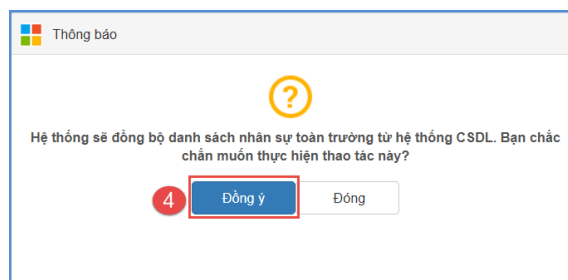 Thông báo
?
Hệ thống sẽ đồng bộ danh sách nhân sự toàn trường từ hệ thống CSDL. Bạn chắc
chắn muốn thực hiện thao tác này?
4 Đồng ý Đóng